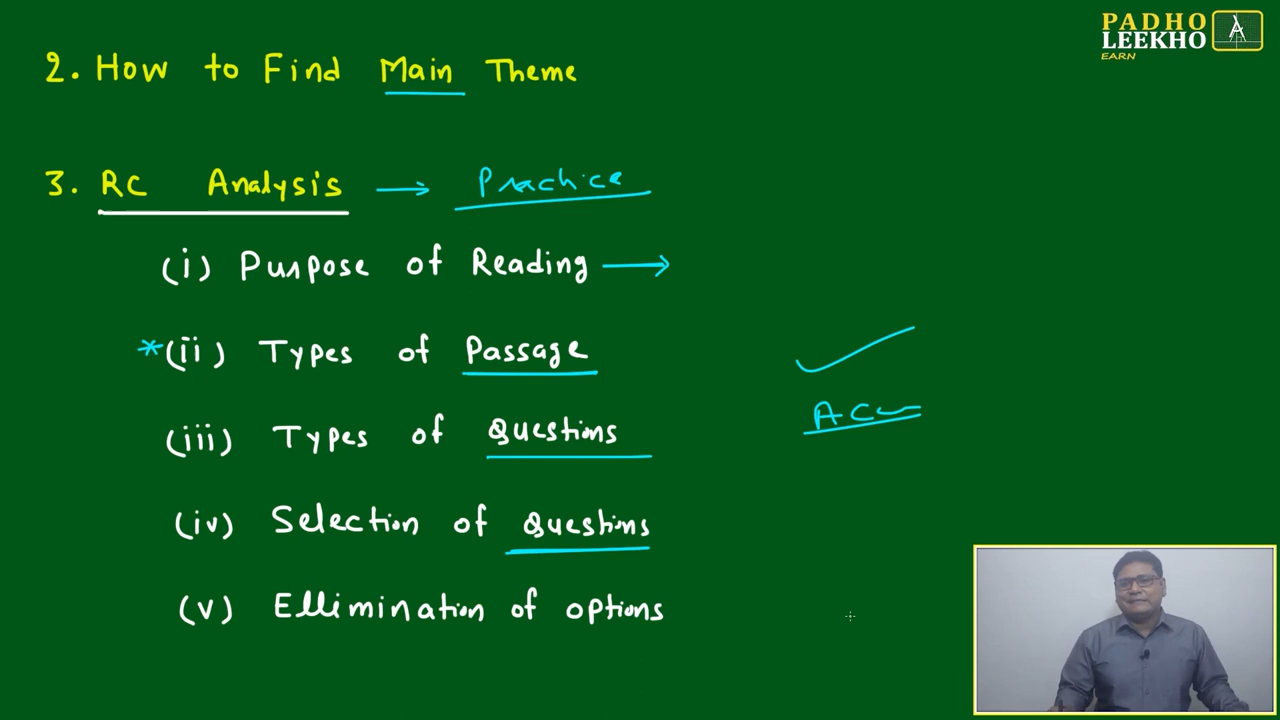 PADHO
LEEKHO
EARN
2. How to Find Main Theme
3. RC Analysis → Practice
(i) Purpose of Reading →
*(ii) Types of Passage
(iii) Types of Questions
(iv) Selection of Questions
(v) Ellimination of options